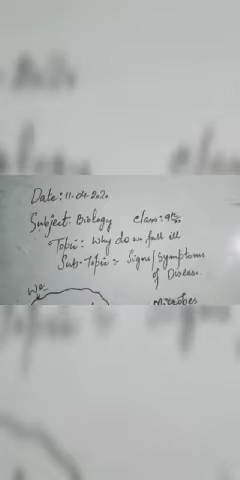 Date: 11-04-2020
Subject: Biology class: 9th
Topic: Why do we fall ill
Sub-Topic:- Signs/Symptoms
of Disease.
We
Microbes